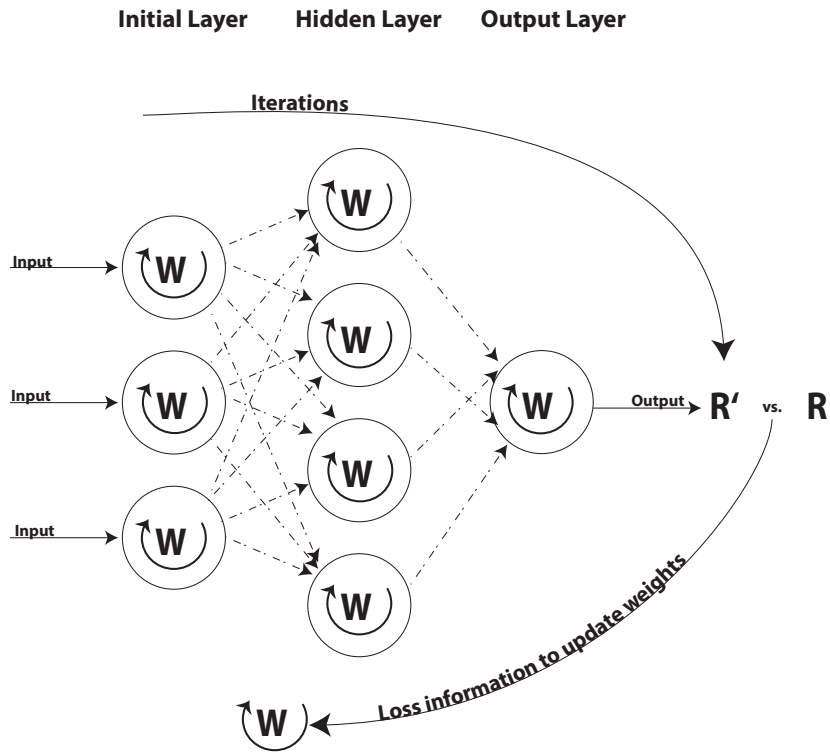 Initial Layer Hidden Layer Output Layer
Iterations
W
Input W
W
Input W
W Output R‘ vs. R
W
Input W
W
Loss information to update weights
W